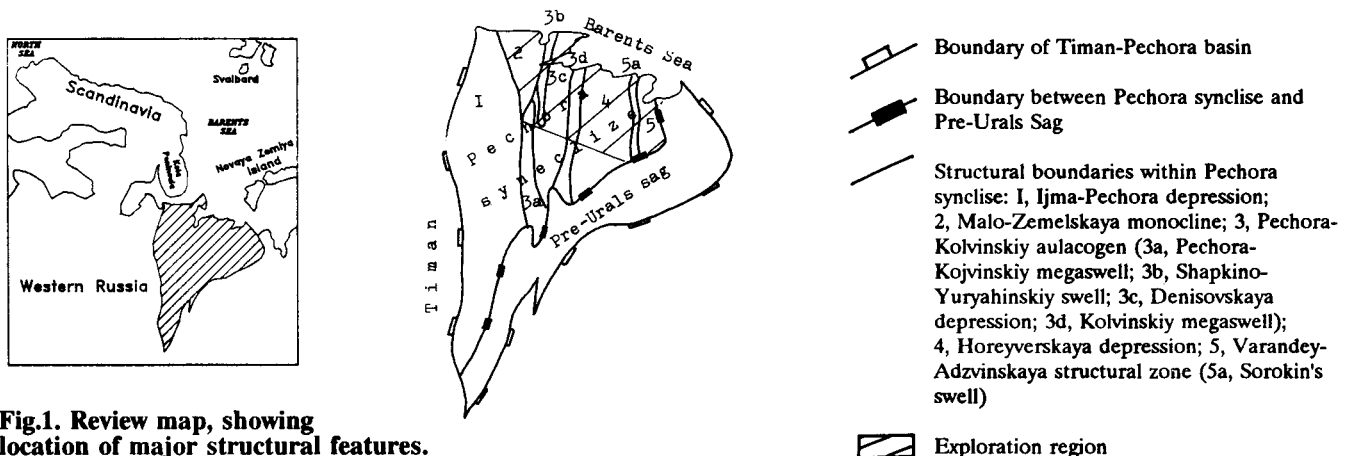 NORTH
SEA
Svalbard
Scandinavia
BARENTS
SEA
Novaya Zemlya
Island
Kola
Peninsula
Western Russia
3b
Barents Sea
2
3d
3c
5a
I
4
5
Pechora
syneclize
3a
Pre-Urals sag
Timan
Fig.1. Review map, showing
location of major structural features.
Boundary of Timan-Pechora basin
Boundary between Pechora synclise and
Pre-Urals Sag
Structural boundaries within Pechora
synclise: I, Ijma-Pechora depression;
2, Malo-Zemelskaya monocline; 3, Pechora-
Kolvinskiy aulacogen (3a, Pechora-
Kojvinskiy megaswell; 3b, Shapkino-
Yuryahinskiy swell; 3c, Denisovskaya
depression; 3d, Kolvinskiy megaswell);
4, Horeyverskaya depression; 5, Varandey-
Adzvinskaya structural zone (5a, Sorokin's
swell)
Exploration region